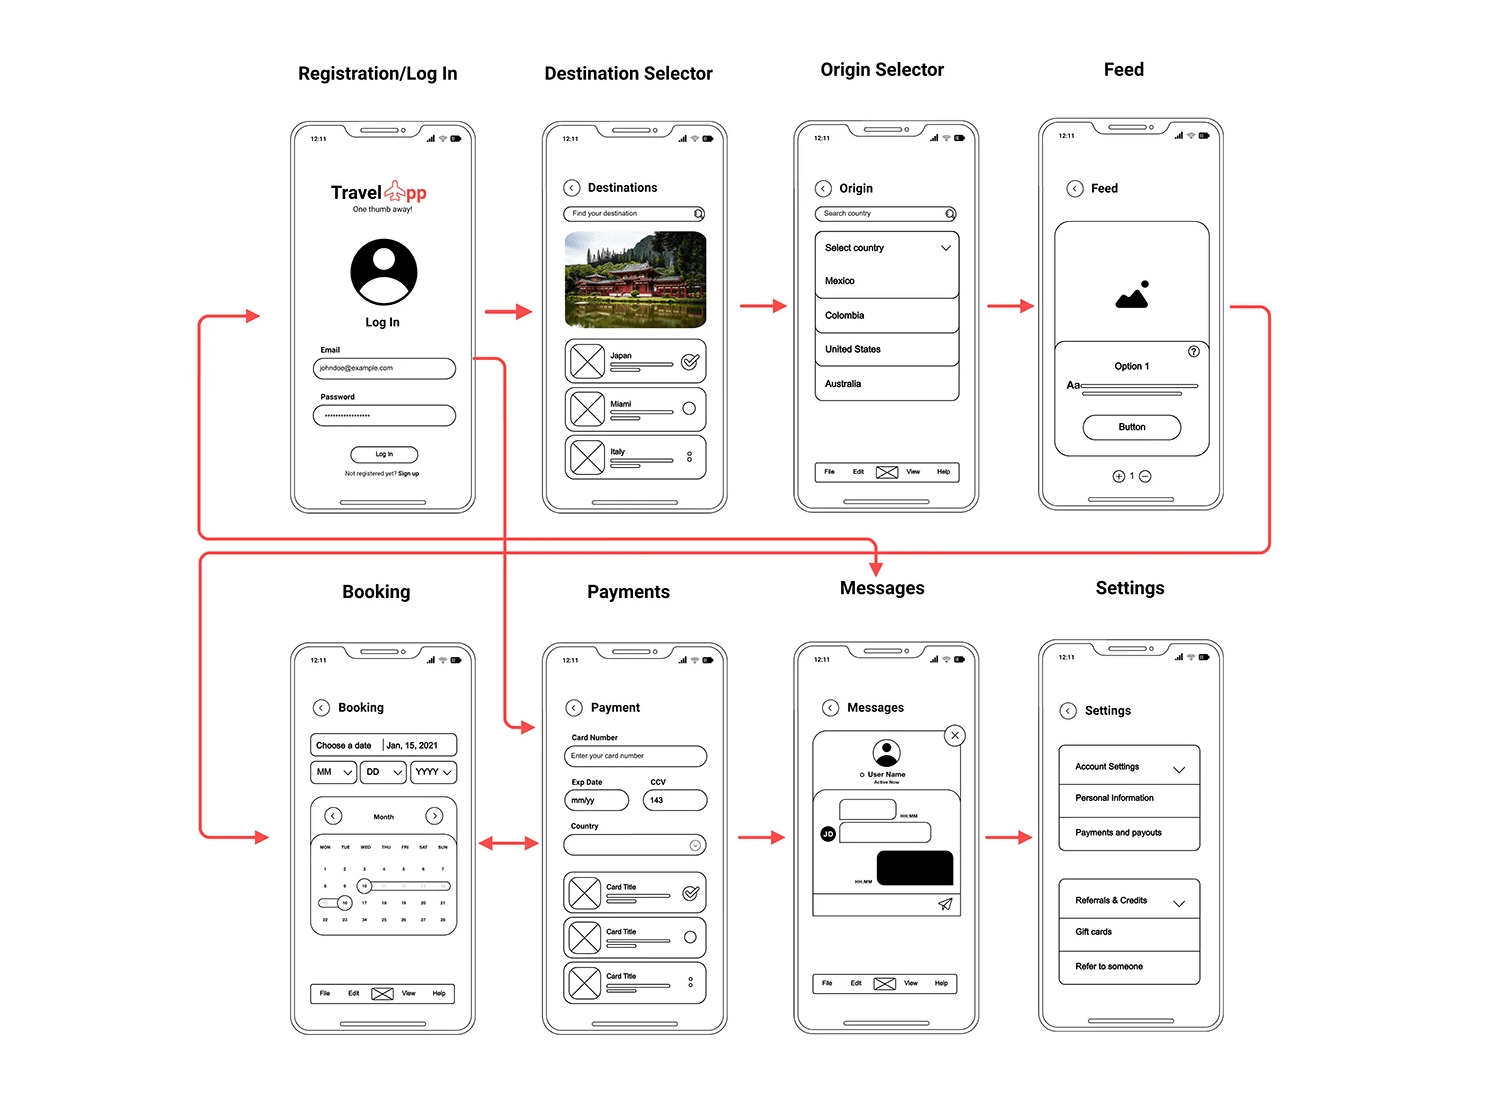 Registration/Log In
Destination Selector
Origin Selector
Feed
12:11
Travel pp
One thumb away!
Log In
Email
johndoe@example.com
Password
*****************
Log In
Not registered yet? Sign up
12:11
Destinations
Find your destination
Japan
Miami
Italy
12:11
Origin
Search country
Select country
Mexico
Colombia
United States
Australia
File Edit View Help
12:11
Feed
?
Option 1
Aa
Button
1
Booking
Payments
Messages
Settings
12:11
Booking
Choose a date Jan, 15, 2021
MM DD YYYY
Month
MON TUE WED THU FRI SAT SUN
1 2 3 4 5 6 7
8 9 10
16 17 18 19 20 21
22 23 24 25 26 27 28
File Edit View Help
12:11
Payment
Card Number
Enter your card number
Exp Date CCV
mm/yy 143
Country
Card Title
Card Title
Card Title
12:11
Messages
User Name
Active Now
HH:MM
JD
HH:MM
File Edit View Help
12:11
Settings
Account Settings
Personal Information
Payments and payouts
Referrals & Credits
Gift cards
Refer to someone